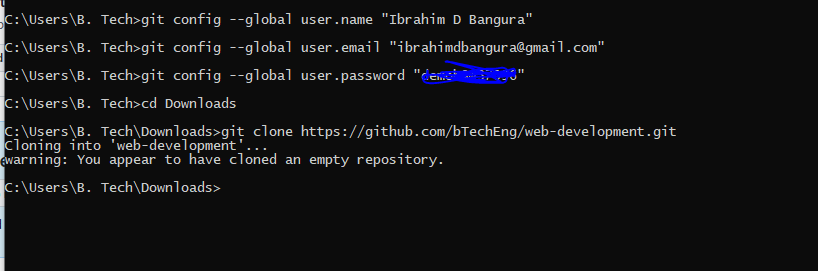 C:\Users\B. Tech>git config --global user.name "Ibrahim D Bangura"
C:\Users\B. Tech>git config --global user.email "ibrahimdbangura@gmail.com"
C:\Users\B. Tech>git config --global user.password "
C:\Users\B. Tech>cd Downloads
C:\Users\B. Tech\Downloads>git clone https://github.com/bTechEng/web-development.git
Cloning into 'web-development'...
warning: You appear to have cloned an empty repository.
C:\Users\B. Tech\Downloads>